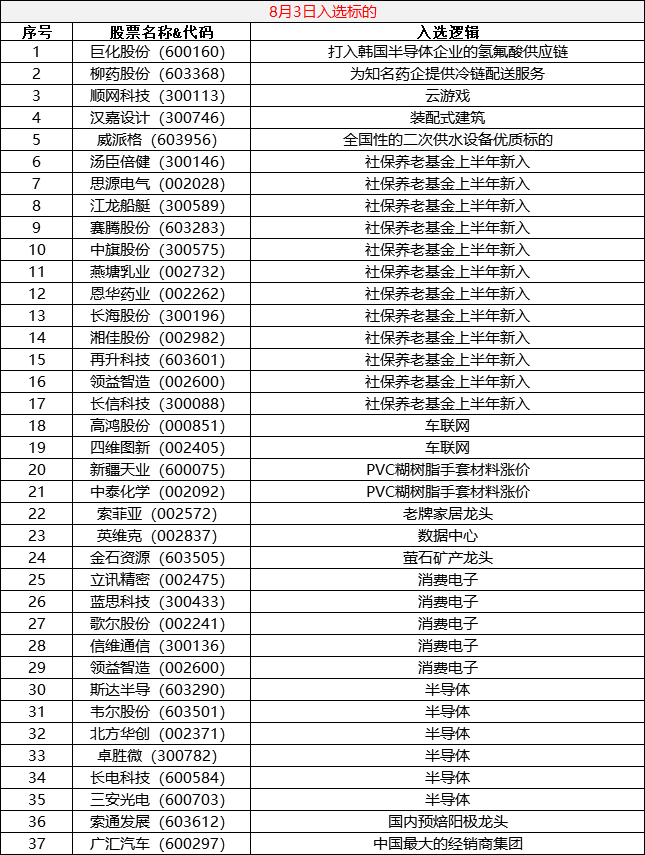 8月3日入选标的
序号 股票名称&代码 入选逻辑
1 巨化股份（600160） 打入韩国半导体企业的氢氟酸供应链
2 柳药股份（603368） 为知名药企提供冷链配送服务
3 顺网科技（300113） 云游戏
4 汉嘉设计（300746） 装配式建筑
5 威派格（603956） 全国性的二次供水设备优质标的
6 汤臣倍健（300146） 社保养老基金上半年新入
7 思源电气（002028） 社保养老基金上半年新入
8 江龙船艇（300589） 社保养老基金上半年新入
9 赛腾股份（603283） 社保养老基金上半年新入
10 中旗股份（300575） 社保养老基金上半年新入
11 燕塘乳业（002732） 社保养老基金上半年新入
12 恩华药业（002262） 社保养老基金上半年新入
13 长海股份（300196） 社保养老基金上半年新入
14 湘佳股份（002982） 社保养老基金上半年新入
15 再升科技（603601） 社保养老基金上半年新入
16 领益智造（002600） 社保养老基金上半年新入
17 长信科技（300088） 社保养老基金上半年新入
18 高鸿股份（000851） 车联网
19 四维图新（002405） 车联网
20 新疆天业（600075） PVC糊树脂手套材料涨价
21 中泰化学（002092） PVC糊树脂手套材料涨价
22 索菲亚（002572） 老牌家居龙头
23 英维克（002837） 数据中心
24 金石资源（603505） 萤石矿产龙头
25 立讯精密（002475） 消费电子
26 蓝思科技（300433） 消费电子
27 歌尔股份（002241） 消费电子
28 信维通信（300136） 消费电子
29 领益智造（002600） 消费电子
30 斯达半导（603290） 半导体
31 韦尔股份（603501） 半导体
32 北方华创（002371） 半导体
33 卓胜微（300782） 半导体
34 长电科技（600584） 半导体
35 三安光电（600703） 半导体
36 索通发展（603612） 国内预焙阳极龙头
37 广汇汽车（600297） 中国最大的经销商集团